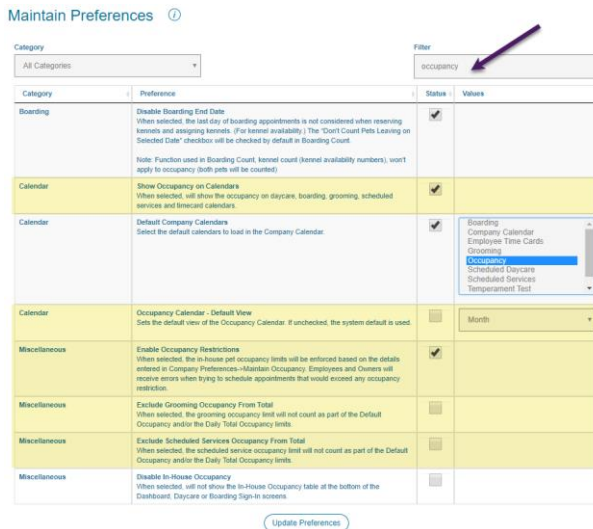 Maintain Preferences i
Category
Filter
All Categories
occupancy
Category Preference Status Values
Boarding
Disable Boarding End Date
When selected, the last day of boarding appointments is not considered when reserving
kennels and assigning kennels. (For kennel availability.) The "Don't Count Pets Leaving on
Selected Date" checkbox will be checked by default in Boarding Count.
Note: Function used in Boarding Count, kennel count (kennel availability numbers), won't
apply to occupancy (both pets will be counted)
Calendar
Show Occupancy on Calendars
When selected, will show the occupancy on daycare, boarding, grooming, scheduled
services and timecard calendars.
Calendar
Default Company Calendars
Select the default calendars to load in the Company Calendar.
Boarding
Company Calendar
Employee Time Cards
Grooming
Occupancy
Scheduled Daycare
Scheduled Services
Temperament Test
Calendar
Occupancy Calendar - Default View
Sets the default view of the Occupancy Calendar. If unchecked, the system default is used.
Month
Miscellaneous
Enable Occupancy Restrictions
When selected, the in-house pet occupancy limits will be enforced based on the details
entered in Company Preferences->Maintain Occupancy. Employees and Owners will
receive errors when trying to schedule appointments that would exceed any occupancy
restriction.
Miscellaneous
Exclude Grooming Occupancy From Total
When selected, the grooming occupancy limit will not count as part of the Default
Occupancy and/or the Daily Total Occupancy limits.
Miscellaneous
Exclude Scheduled Services Occupancy From Total
When selected, the scheduled service occupancy limit will not count as part of the Default
Occupancy and/or the Daily Total Occupancy limits.
Miscellaneous
Disable In-House Occupancy
When selected, will not show the In-House Occupancy table at the bottom of the
Dashboard, Daycare or Boarding Sign-In screens.
Update Preferences